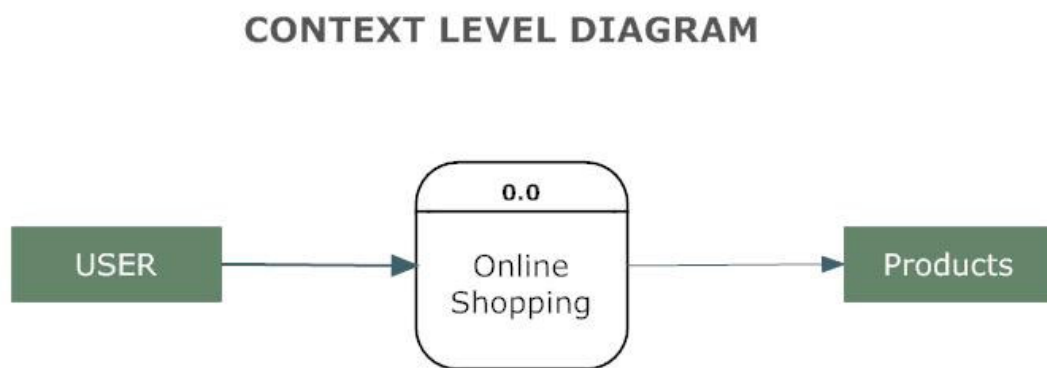 CONTEXT LEVEL DIAGRAM
0.0
USER
Online
Shopping
Products